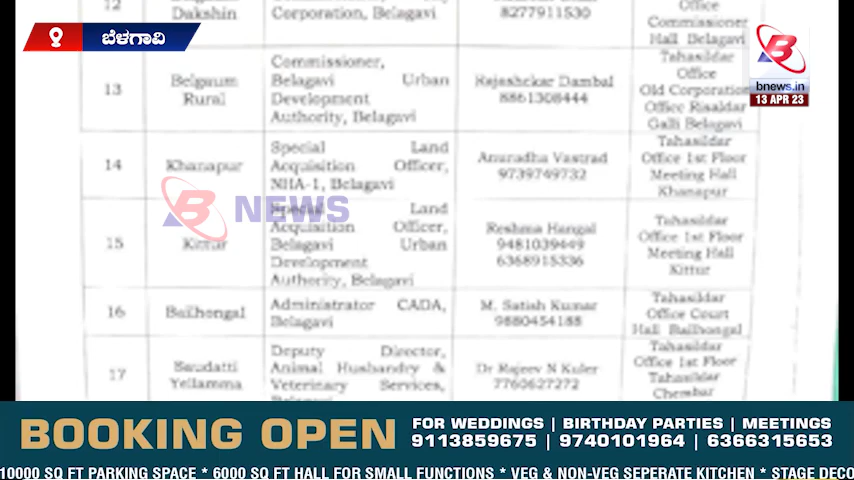 12
Dakshin
Corporation, Belagavi
8277911530
Office
Commissioner
Hall Belagavi
ಬೆಳಗಾವಿ
B
bnews.in
13 APR 23
13
Belgaum
Rural
Commissioner,
Belagavi Urban
Development
Authority, Belagavi
Rajashekar Dambal
8861308444
Tahasildar
Office
Old Corporation
Office Risaldar
Galli Belagavi
14
Khanapur
Special Land
Acquisition Officer,
NHA-1, Belagavi
Anuradha Vastrad
9739749732
Tahasildar
Office 1st Floor
Meeting Hall
Khanapur
B NEWS
15
Kittur
Special Land
Acquisition Officer,
Belagavi Urban
Development
Authority, Belagavi
Reshma Hangal
9481039449
6368915336
Tahasildar
Office 1st Floor
Meeting Hall
Kittur
16
Bailhongal
Administrator CADA,
Belagavi
M. Satish Kumar
9880454188
Tahasildar
Office Court
Hall Bailhongal
17
Saudatti
Yellamma
Deputy Director,
Animal Husbandry &
Veterinary Services,
Dr Rajeev N Kuler
7760627272
Tahasildar
Office 1st Floor
Tahasildar
Chembur
BOOKING OPEN
FOR WEDDINGS | BIRTHDAY PARTIES | MEETINGS
9113859675 | 9740101964 | 6366315653
10000 SQ FT PARKING SPACE * 6000 SQ FT HALL FOR SMALL FUNCTIONS * VEG & NON-VEG SEPERATE KITCHEN * STAGE DECO